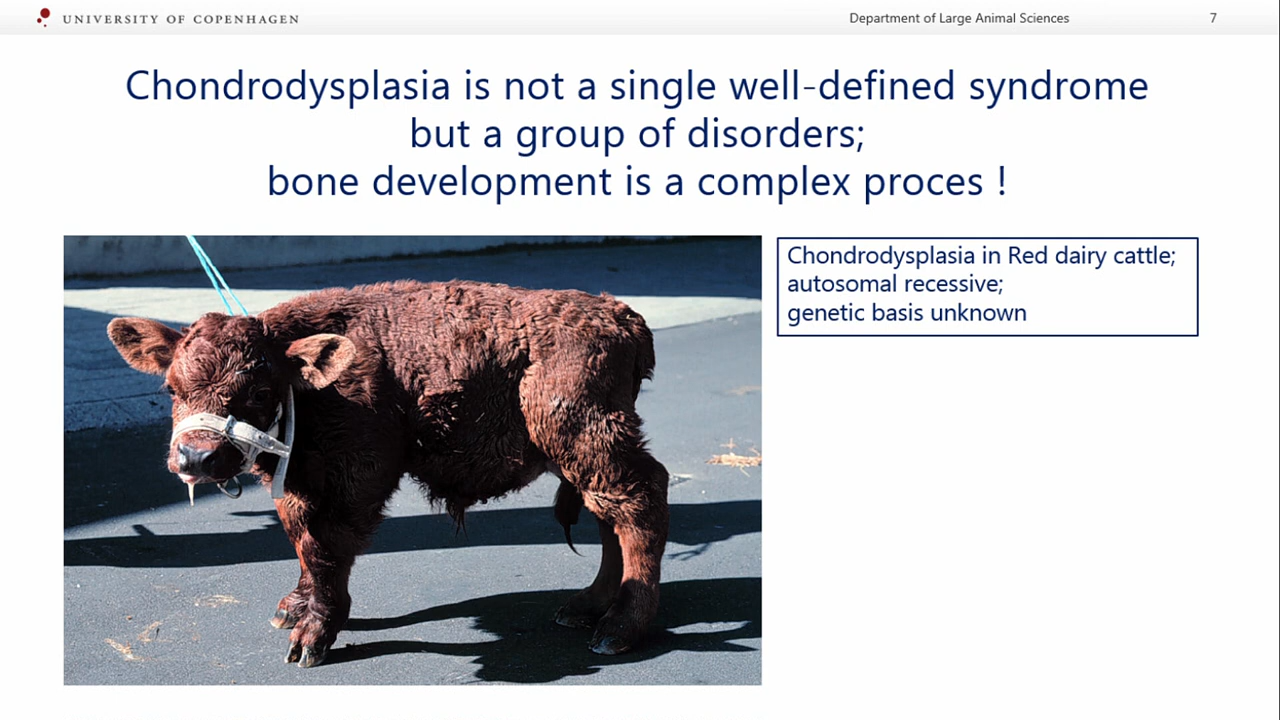 UNIVERSITY OF COPENHAGEN
Department of Large Animal Sciences
7
Chondrodysplasia is not a single well-defined syndrome
but a group of disorders;
bone development is a complex proces !
Chondrodysplasia in Red dairy cattle;
autosomal recessive;
genetic basis unknown